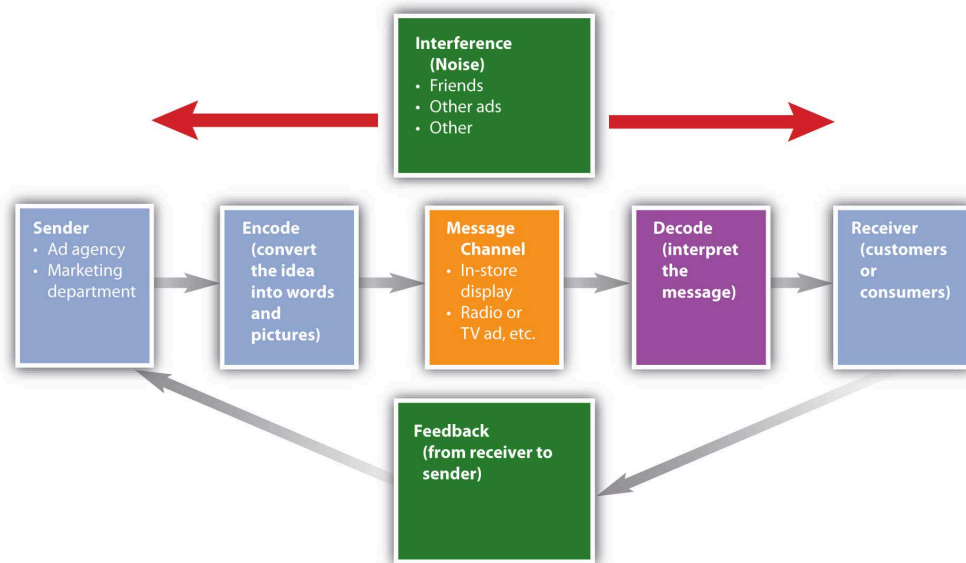 Interference
(Noise)
• Friends
• Other ads
• Other
Sender
• Ad agency
• Marketing
department
Encode
(convert
the idea
into words
and
pictures)
Message
Channel
• In-store
display
• Radio or
TV ad, etc.
Decode
(interpret
the
message)
Receiver
(customers
or
consumers)
Feedback
(from receiver to
sender)